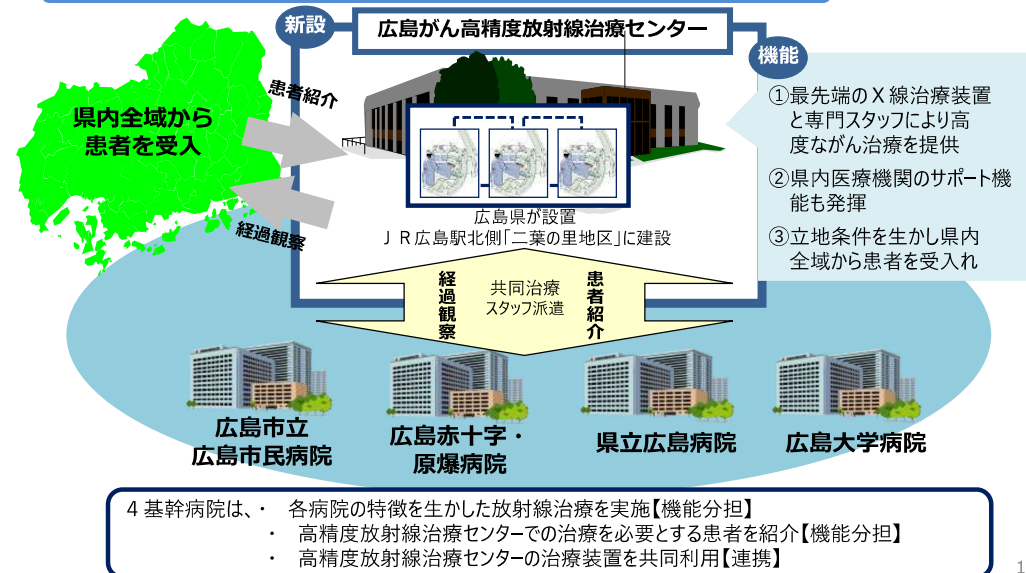 新設
広島がん高精度放射線治療センター
機能
患者紹介
県内全域から
患者を受入
経過観察
①最先端のX線治療装置
と専門スタッフにより高
度ながん治療を提供
②県内医療機関のサポート機
能も発揮
③立地条件を生かし県内
全域から患者を受入れ
広島県が設置
JR広島駅北側「二葉の里地区」に建設
経過観察
共同治療
スタッフ派遣
患者紹介
広島市立
広島市民病院
広島赤十字・
原爆病院
県立広島病院
広島大学病院
4基幹病院は、・ 各病院の特徴を生かした放射線治療を実施【機能分担】
・ 高精度放射線治療センターでの治療を必要とする患者を紹介【機能分担】
・ 高精度放射線治療センターの治療装置を共同利用【連携】
1